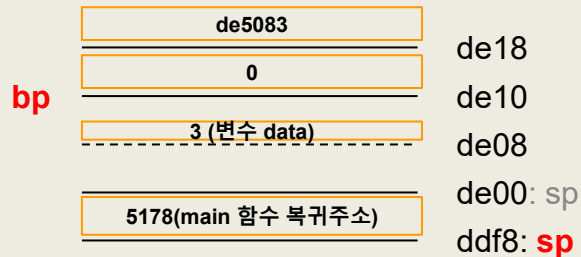 de5083
de18
0
bp
de10
3 (변수 data)
de08
de00: sp
5178(main 함수 복귀주소)
ddf8: sp